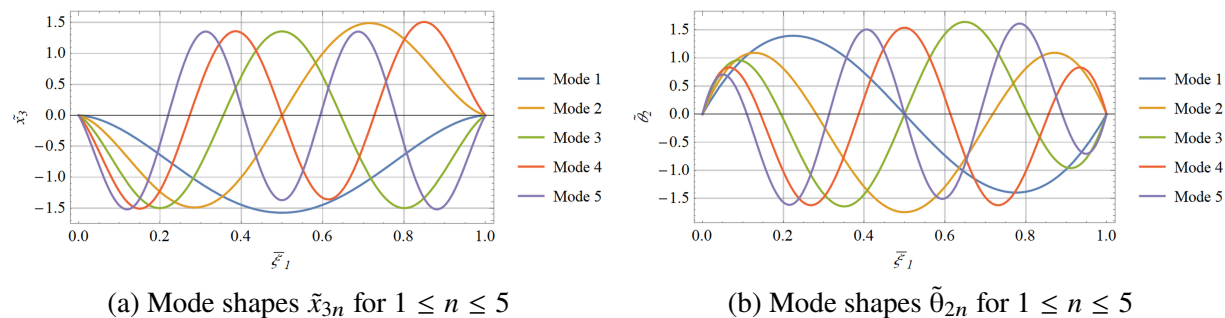 1.5
1.0
0.5
0.0
−0.5
−1.0
−1.5
x̃₃
0.0 0.2 0.4 0.6 0.8 1.0
ξ̅ ₁
Mode 1
Mode 2
Mode 3
Mode 4
Mode 5
(a) Mode shapes x̃₃ₙ for 1 ≤ n ≤ 5
1.5
1.0
0.5
0.0
−0.5
−1.0
−1.5
θ̃₂
0.0 0.2 0.4 0.6 0.8 1.0
ξ̅ ₁
Mode 1
Mode 2
Mode 3
Mode 4
Mode 5
(b) Mode shapes θ̃₂ₙ for 1 ≤ n ≤ 5